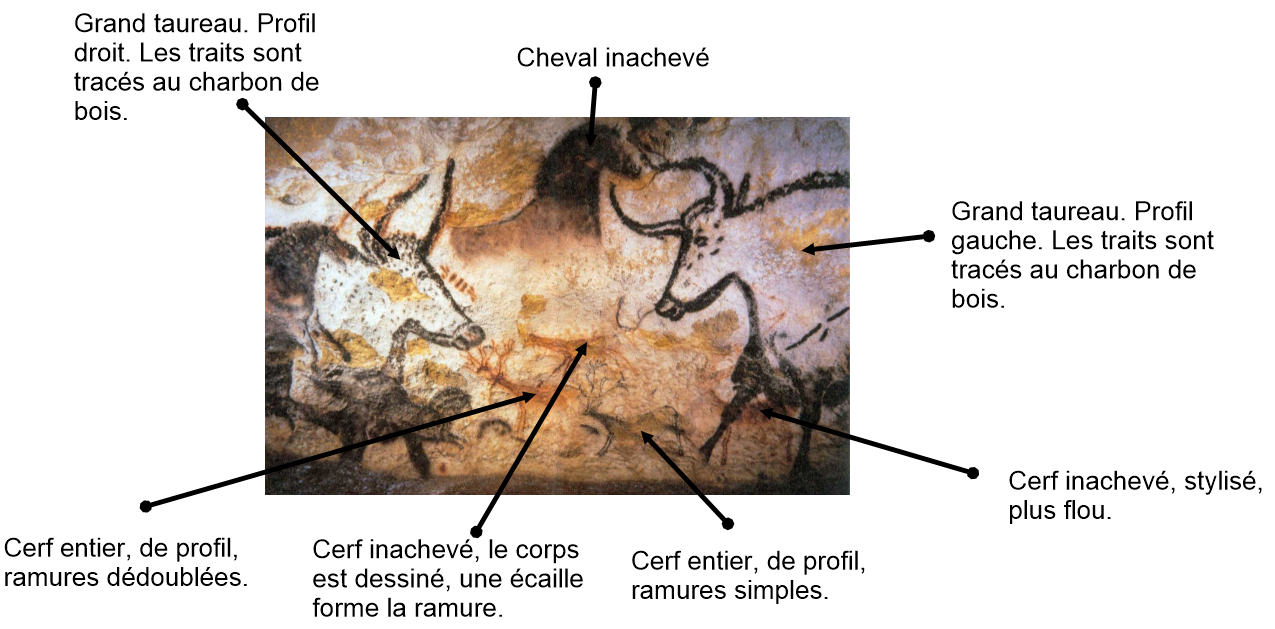 Grand taureau. Profil
droit. Les traits sont
tracés au charbon de
bois.
Cheval inachevé
Grand taureau. Profil
gauche. Les traits sont
tracés au charbon de
bois.
Cerf inachevé, stylisé,
plus flou.
Cerf entier, de profil,
ramures dédoublées.
Cerf inachevé, le corps
est dessiné, une écaille
forme la ramure.
Cerf entier, de profil,
ramures simples.